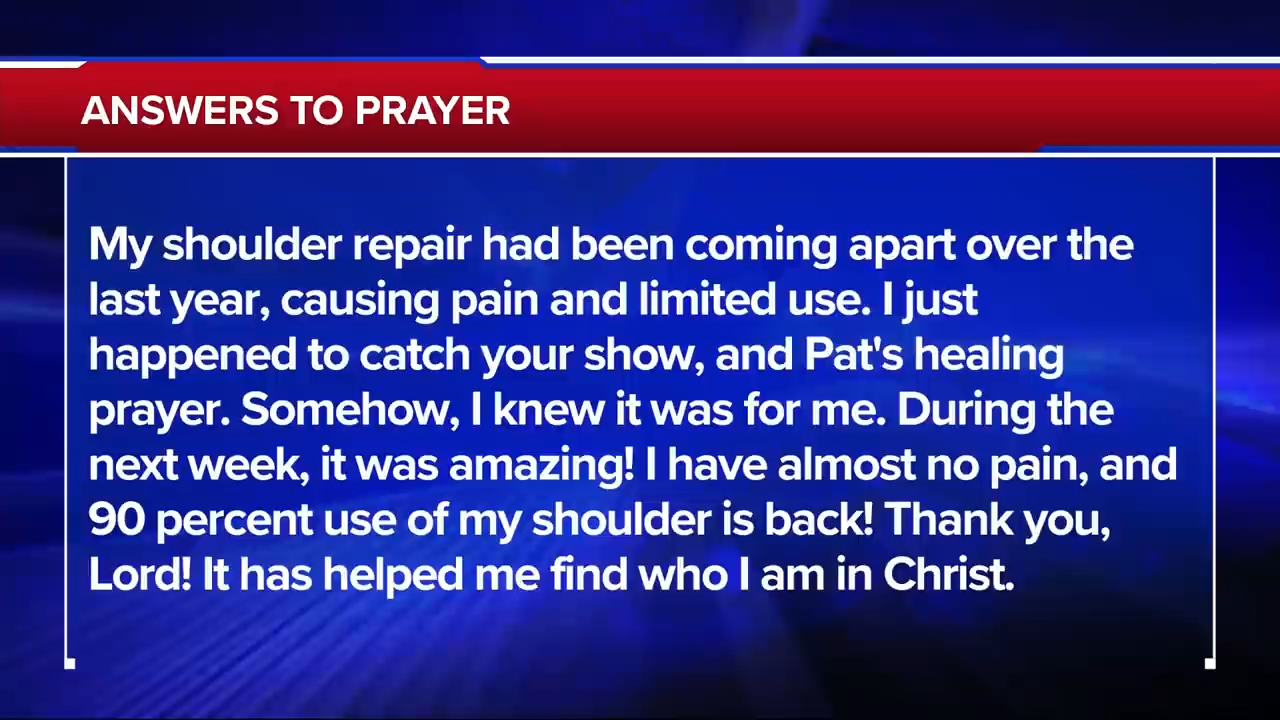 ANSWERS TO PRAYER
My shoulder repair had been coming apart over the
last year, causing pain and limited use. I just
happened to catch your show, and Pat's healing
prayer. Somehow, I knew it was for me. During the
next week, it was amazing! I have almost no pain, and
90 percent use of my shoulder is back! Thank you,
Lord! It has helped me find who I am in Christ.